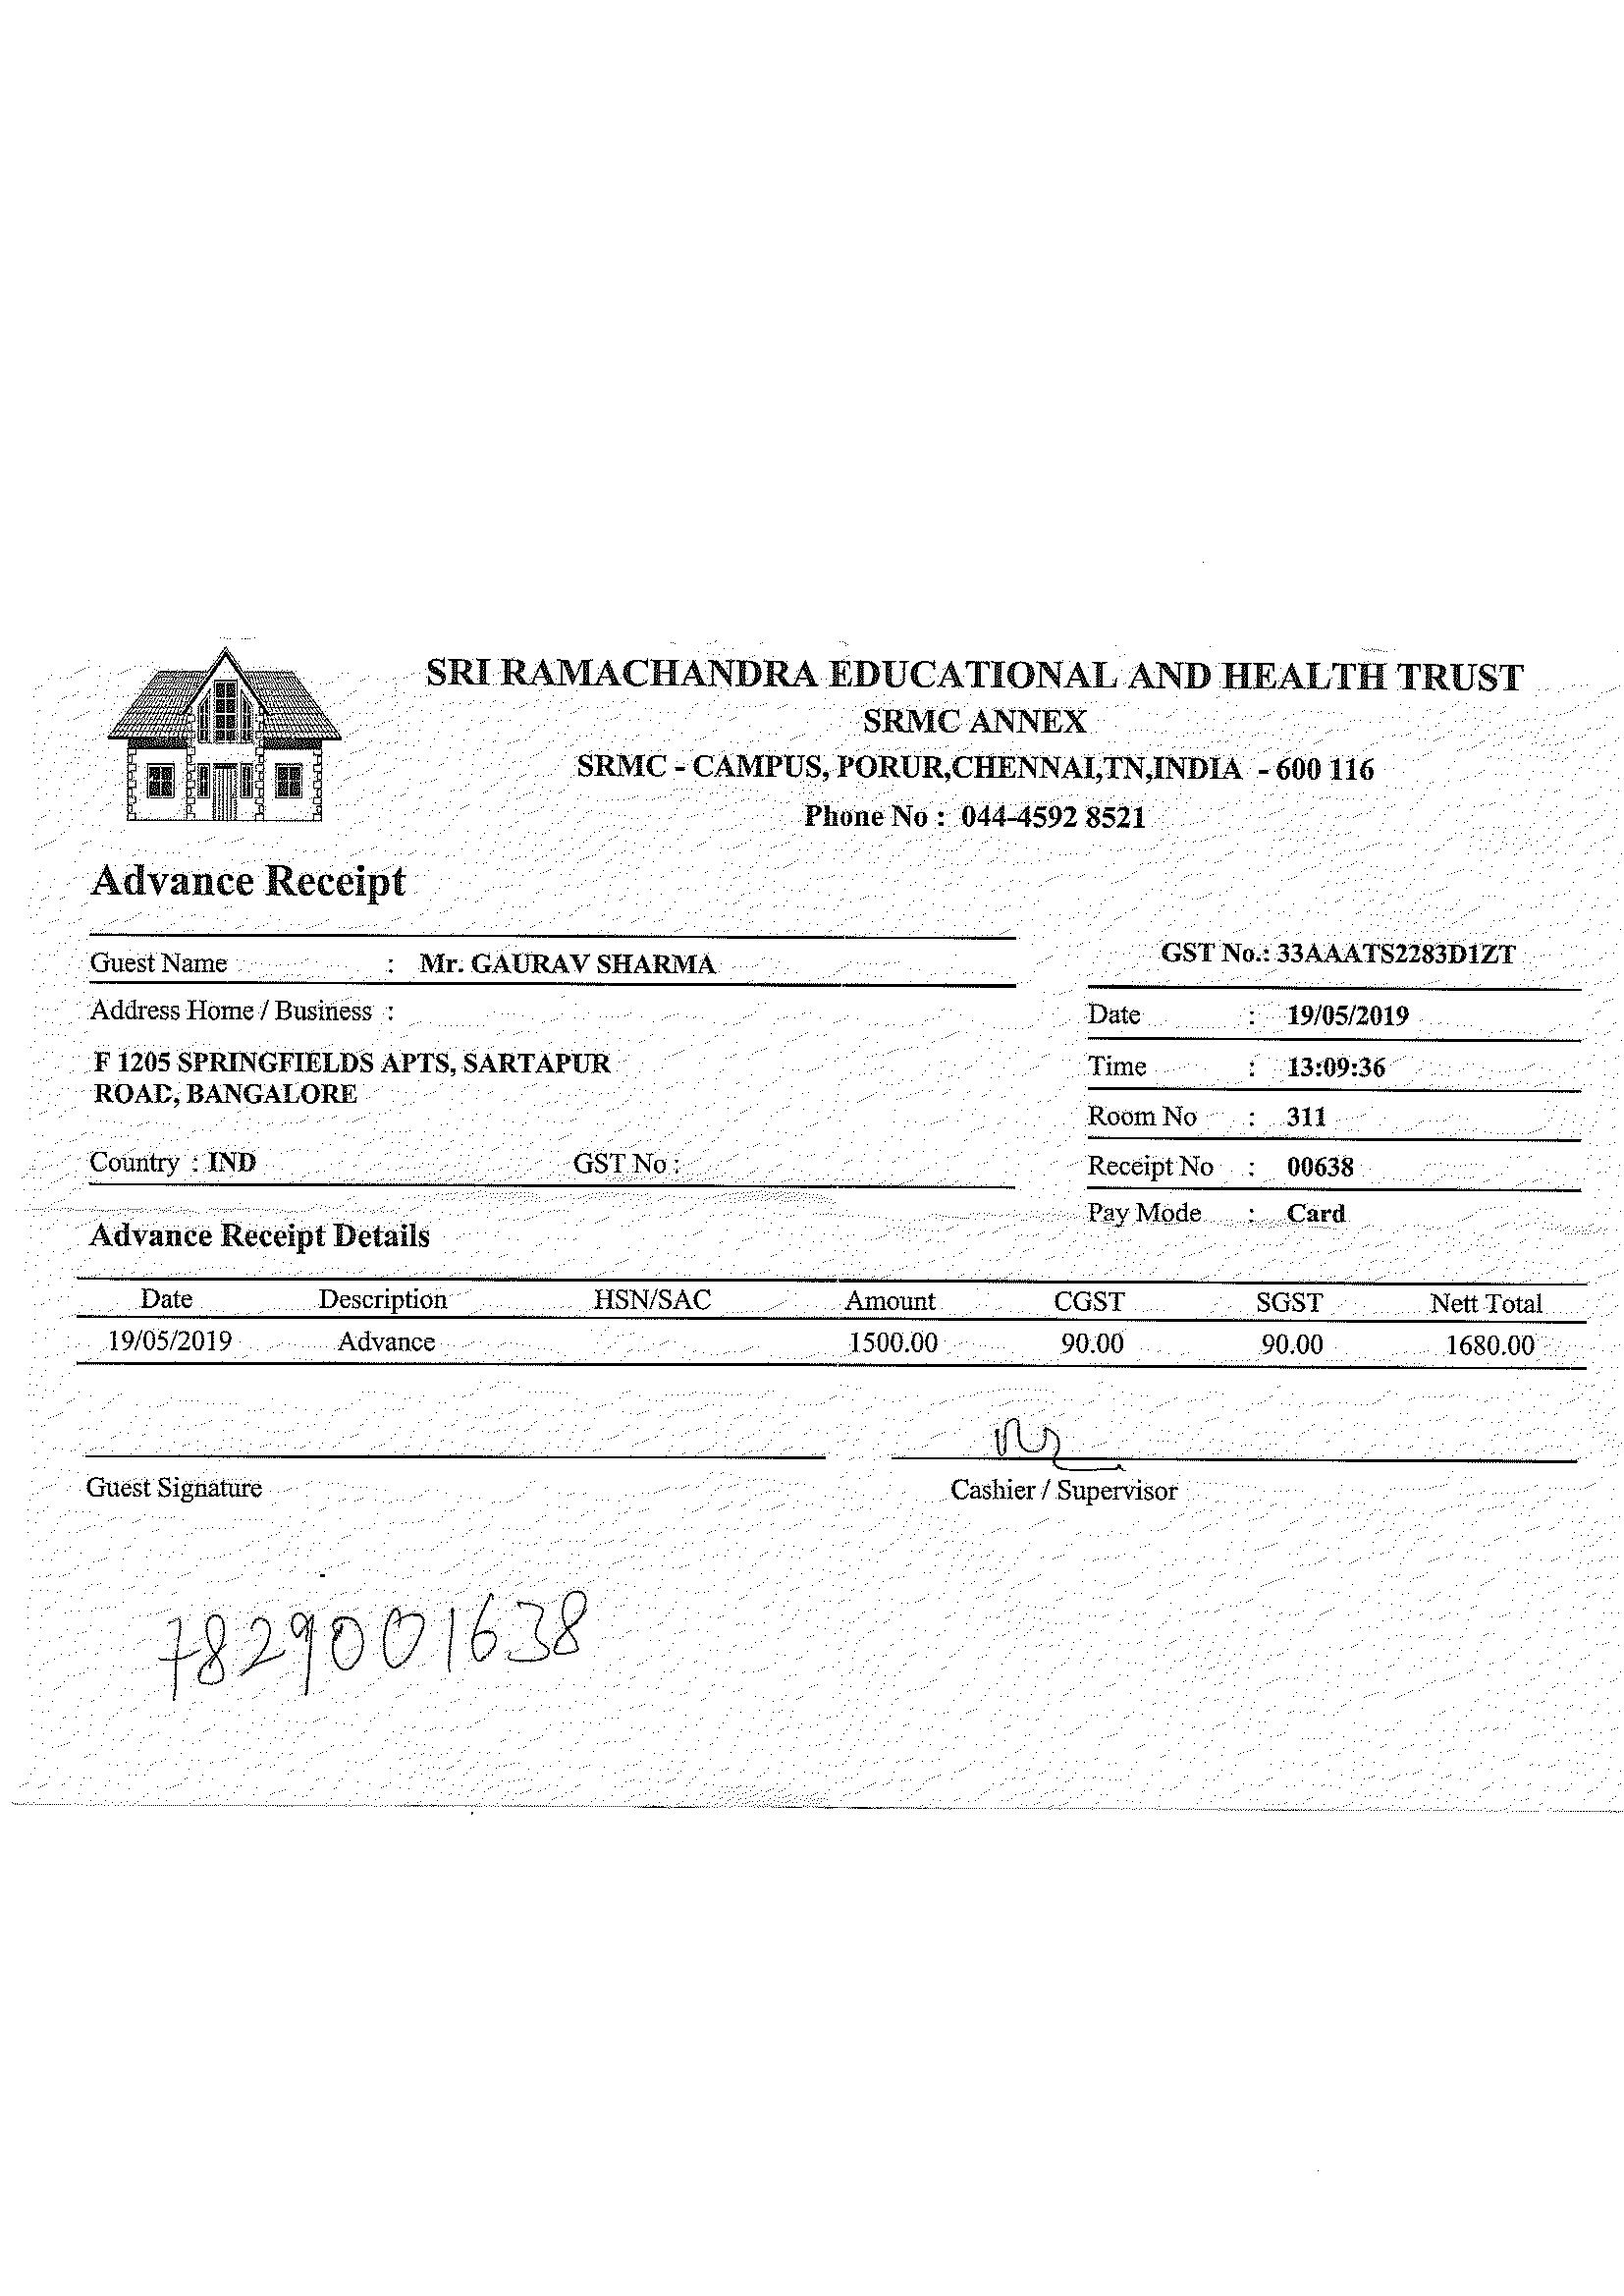 SRI RAMACHANDRA EDUCATIONAL AND HEALTH TRUST
SRMC ANNEX
SRMC - CAMPUS, PORUR,CHENNAI,TN,INDIA - 600 116
Phone No : 044-4592 8521
Advance Receipt
Guest Name : Mr. GAURAV SHARMA
Address Home / Business :
F 1205 SPRINGFIELDS APTS, SARTAPUR
ROAD, BANGALORE
Country : IND GST No :
GST No.: 33AAATS2283D1ZT
Date : 19/05/2019
Time : 13:09:36
Room No : 311
Receipt No : 00638
Pay Mode : Card
Advance Receipt Details
Date Description HSN/SAC Amount CGST SGST Nett Total
19/05/2019 Advance 1500.00 90.00 90.00 1680.00
Guest Signature Cashier / Supervisor
7829001638